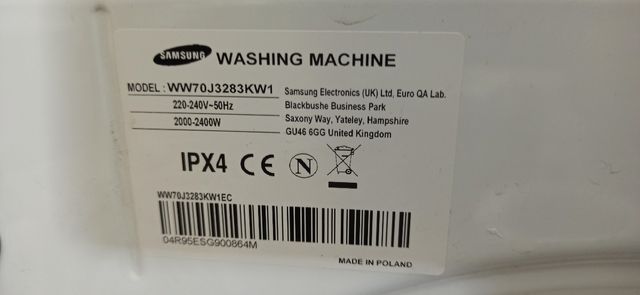 SAMSUNG WASHING MACHINE
MODEL : WW70J3283KW1
220-240V~50Hz
2000-2400W
Samsung Electronics (UK) Ltd, Euro QA Lab.
Blackbushe Business Park
Saxony Way, Yateley, Hampshire
GU46 6GG United Kingdom
IPX4 CE N
WW70J3283KW1EC
04R95ESG900864M
MADE IN POLAND